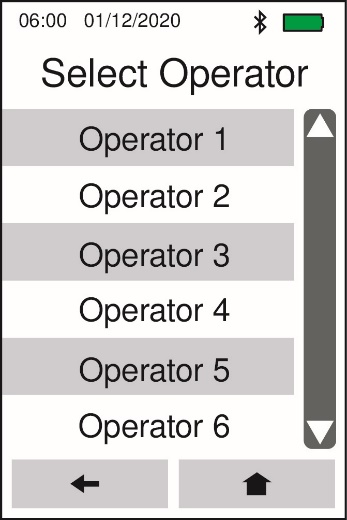 06:00 01/12/2020
Select Operator
Operator 1
Operator 2
Operator 3
Operator 4
Operator 5
Operator 6